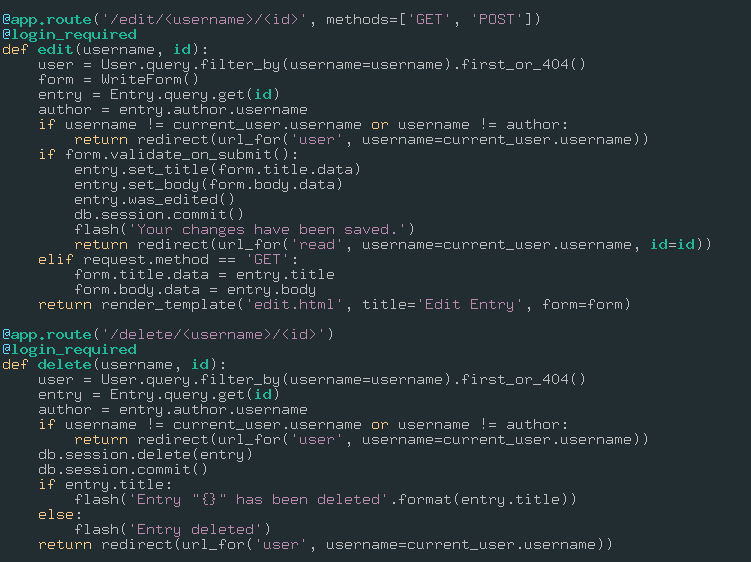 @app.route('/edit/<username>/<id>', methods=['GET', 'POST'])
@login_required
def edit(username, id):
    user = User.query.filter_by(username=username).first_or_404()
    form = WriteForm()
    entry = Entry.query.get(id)
    author = entry.author.username
    if username != current_user.username or username != author:
        return redirect(url_for('user', username=current_user.username))
    if form.validate_on_submit():
        entry.set_title(form.title.data)
        entry.set_body(form.body.data)
        entry.was_edited()
        db.session.commit()
        flash('Your changes have been saved.')
        return redirect(url_for('read', username=current_user.username, id=id))
    elif request.method == 'GET':
        form.title.data = entry.title
        form.body.data = entry.body
    return render_template('edit.html', title='Edit Entry', form=form)

@app.route('/delete/<username>/<id>')
@login_required
def delete(username, id):
    user = User.query.filter_by(username=username).first_or_404()
    entry = Entry.query.get(id)
    author = entry.author.username
    if username != current_user.username or username != author:
        return redirect(url_for('user', username=current_user.username))
    db.session.delete(entry)
    db.session.commit()
    if entry.title:
        flash('Entry "{}" has been deleted'.format(entry.title))
    else:
        flash('Entry deleted')
    return redirect(url_for('user', username=current_user.username))